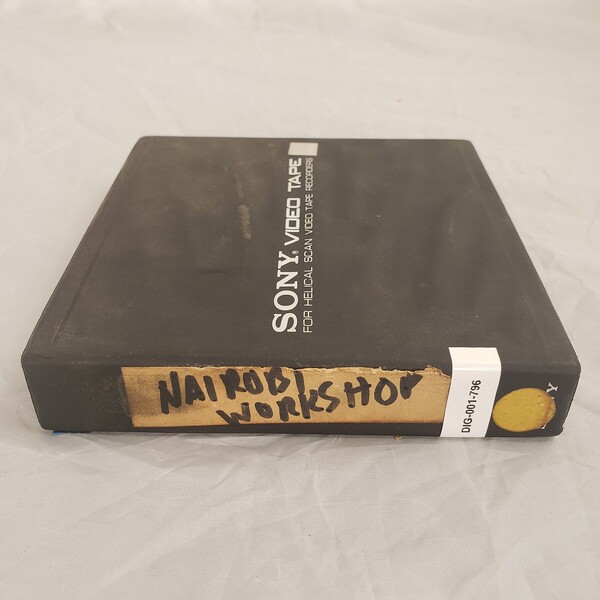 SONY® VIDEO TAPE
FOR HELICAL SCAN VIDEO TAPE RECORDERS
NAIROBI
WORKSHOP
DIG-001-796
Y